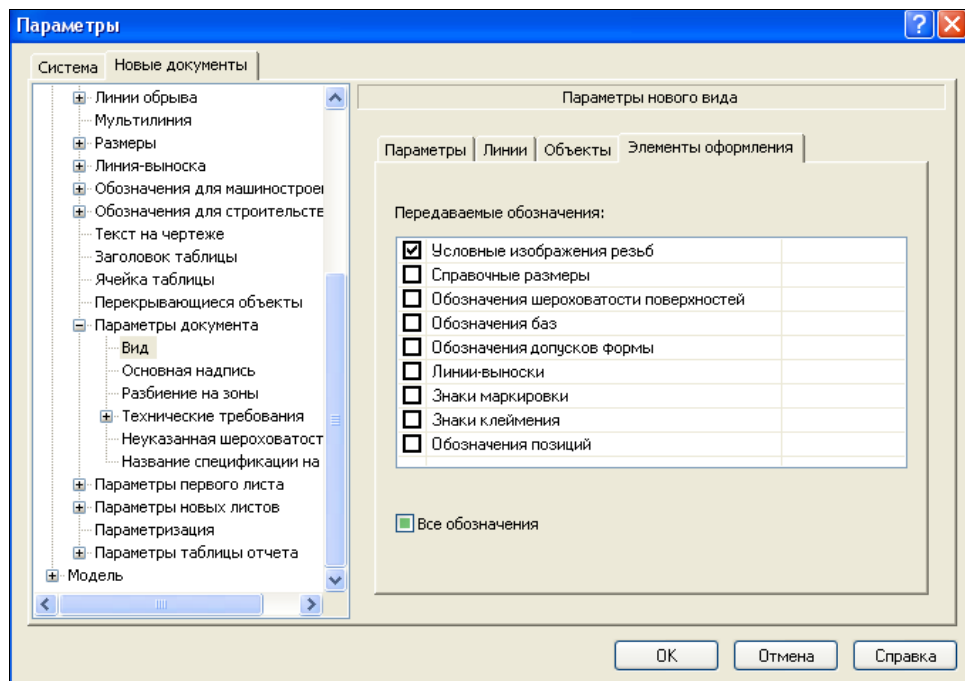 Параметры
Система
Новые документы
Линии обрыва
Мультилиния
Размеры
Линия-выноска
Обозначения для машинострое
Обозначения для строительств
Текст на чертеже
Заголовок таблицы
Ячейка таблицы
Перекрывающиеся объекты
Параметры документа
Вид
Основная надпись
Разбиение на зоны
Технические требования
Неуказанная шероховатост
Название спецификации на
Параметры первого листа
Параметры новых листов
Параметризация
Параметры таблицы отчета
Модель
Параметры нового вида
Параметры
Линии
Объекты
Элементы оформления
Передаваемые обозначения:
Условные изображения резьб
Справочные размеры
Обозначения шероховатости поверхностей
Обозначения баз
Обозначения допусков формы
Линии-выноски
Знаки маркировки
Знаки клеймения
Обозначения позиций
Все обозначения
OK
Отмена
Справка